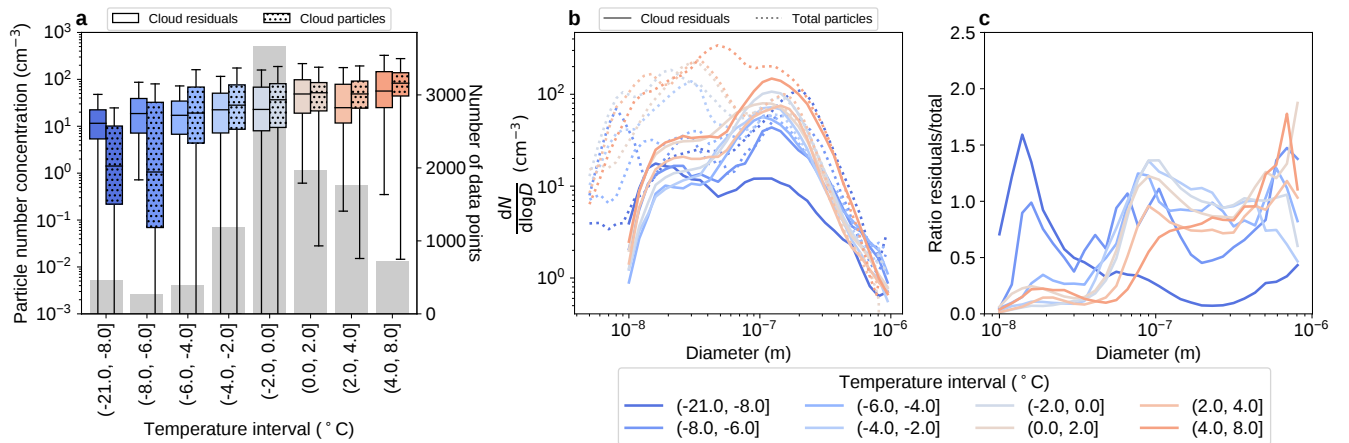 a
Cloud residuals
Cloud particles
Particle number concentration (cm⁻³)
10³
10²
10¹
10⁰
10⁻¹
10⁻²
10⁻³
3000
2000
1000
0
Number of data points
(-21.0, -8.0]
(-8.0, -6.0]
(-6.0, -4.0]
(-4.0, -2.0]
(-2.0, 0.0]
(0.0, 2.0]
(2.0, 4.0]
(4.0, 8.0]
Temperature interval (°C)
b
Cloud residuals
Total particles
dN/dlogD (cm⁻³)
10²
10¹
10⁰
10⁻⁸
10⁻⁷
10⁻⁶
Diameter (m)
c
Ratio residuals/total
2.5
2.0
1.5
1.0
0.5
0.0
10⁻⁸
10⁻⁷
10⁻⁶
Diameter (m)
Temperature interval (°C)
(-21.0, -8.0]
(-6.0, -4.0]
(-2.0, 0.0]
(2.0, 4.0]
(-8.0, -6.0]
(-4.0, -2.0]
(0.0, 2.0]
(4.0, 8.0]